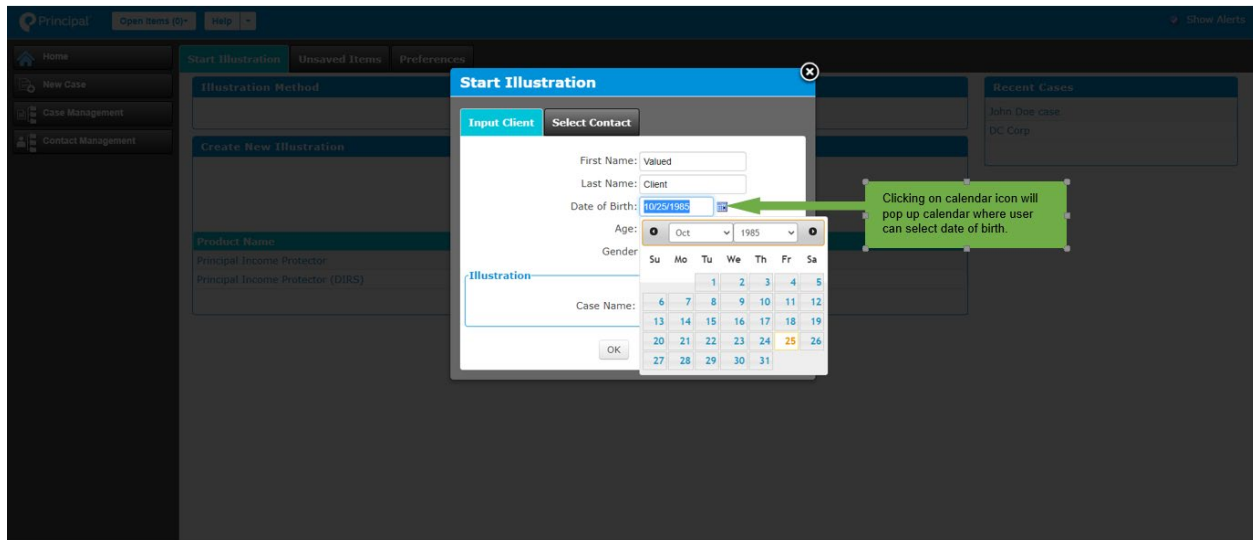 Principal
Open Items (0)
Help
Show Alerts
Home
New Case
Case Management
Contact Management
Start Illustration
Unsaved Items
Preferences
Illustration Method
Create New Illustration
Product Name
Principal Income Protector
Principal Income Protector (DIRS)
Recent Cases
John Doe case
DC Corp
Start Illustration
Input Client
Select Contact
First Name: Valued
Last Name: Client
Date of Birth: 10/25/1985
Age:
Gender
Illustration
Case Name:
OK
Oct 1985
Su Mo Tu We Th Fr Sa
1 2 3 4 5
6 7 8 9 10 11 12
13 14 15 16 17 18 19
20 21 22 23 24 25 26
27 28 29 30 31
Clicking on calendar icon will
pop up calendar where user
can select date of birth.